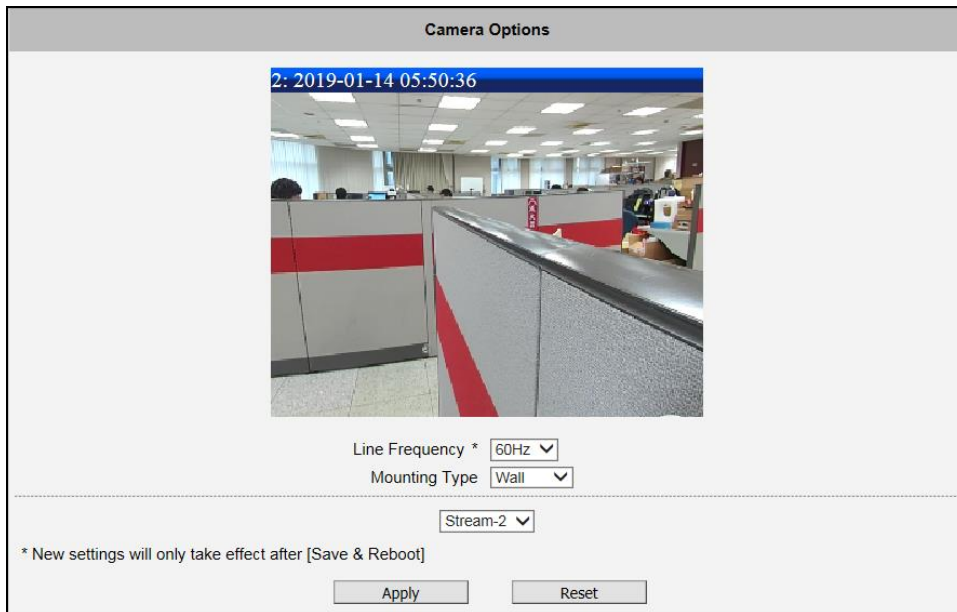 Camera Options
2: 2019-01-14 05:50:36
Line Frequency * 60Hz
Mounting Type Wall
Stream-2
* New settings will only take effect after [Save & Reboot]
Apply Reset